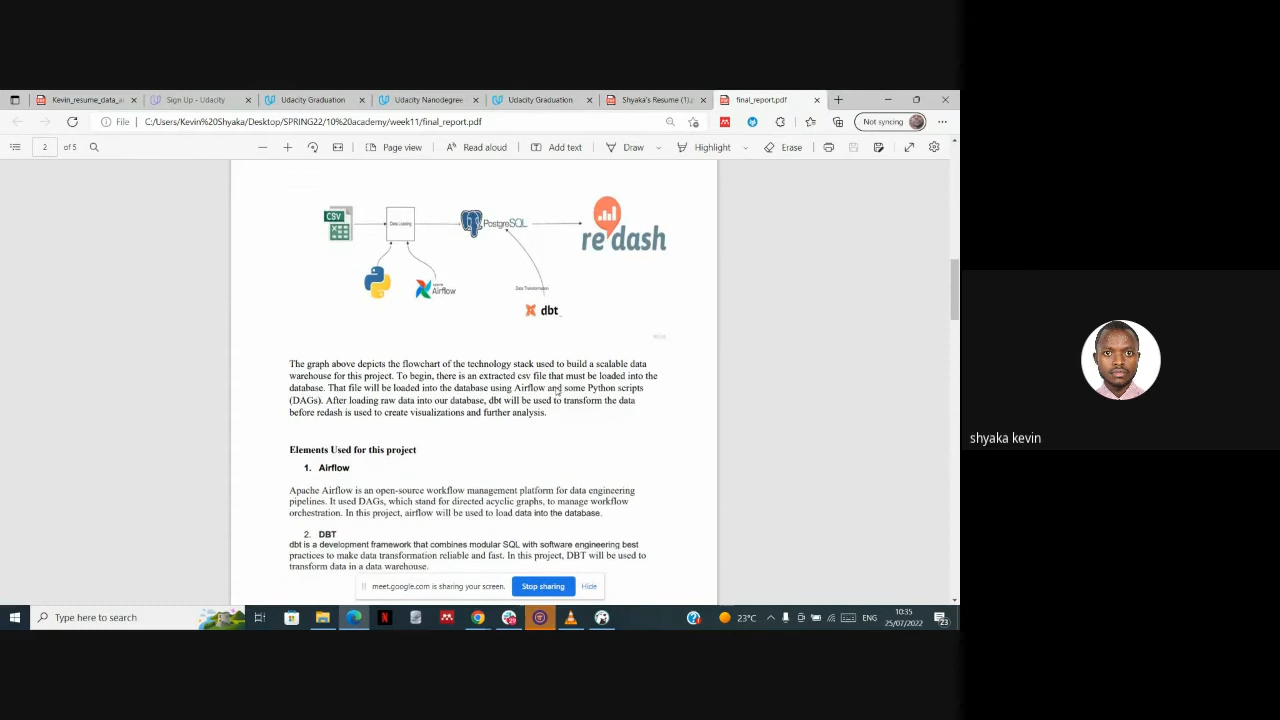 Kevin_resume_data_a
Sign Up - Udacity
Udacity Graduation
Udacity Nanodegree
Udacity Graduation
Shyaka's Resume (1).
final_report.pdf
File
C:/Users/Kevin%20Shyaka/Desktop/SPRING22/10%20academy/week11/final_report.pdf
Not syncing
2 of 5
Page view
Read aloud
Add text
Draw
Highlight
Erase
CSV
Data Loading
PostgreSQL
re dash
Airflow
Data Transformation
dbt
The graph above depicts the flowchart of the technology stack used to build a scalable data
warehouse for this project. To begin, there is an extracted csv file that must be loaded into the
database. That file will be loaded into the database using Airflow and some Python scripts
(DAGs). After loading raw data into our database, dbt will be used to transform the data
before redash is used to create visualizations and further analysis.
Elements Used for this project
1. Airflow
Apache Airflow is an open-source workflow management platform for data engineering
pipelines. It used DAGs, which stand for directed acyclic graphs, to manage workflow
orchestration. In this project, airflow will be used to load data into the database.
2. DBT
dbt is a development framework that combines modular SQL with software engineering best
practices to make data transformation reliable and fast. In this project, DBT will be used to
transform data in a data warehouse.
meet.google.com is sharing your screen.
Stop sharing
Hide
shyaka kevin
Type here to search
23°C
ENG
10:35
25/07/2022
23